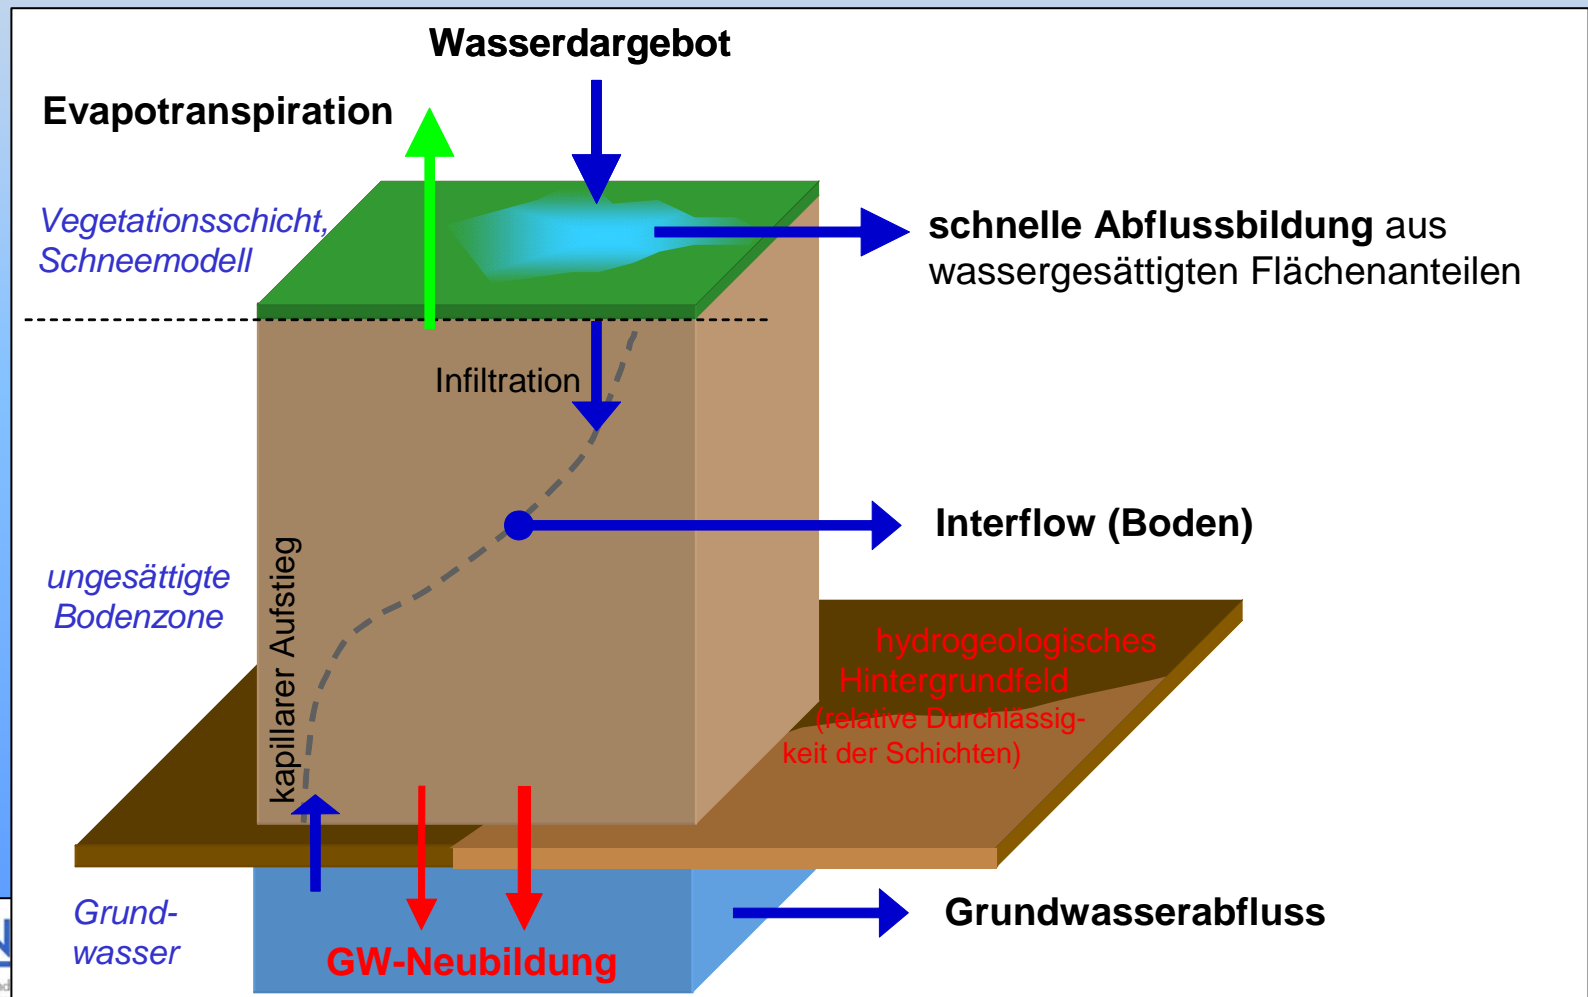 Wasserdargebot
Evapotranspiration
Vegetationsschicht,
Schneemodell
schnelle Abflussbildung aus
wassergesättigten Flächenanteilen
Infiltration
Interflow (Boden)
ungesättigte
Bodenzone
kapillarer Aufstieg
hydrogeologisches
Hintergrundfeld
(relative Durchlässig-
keit der Schichten)
Grund-
wasser
GW-Neubildung
Grundwasserabfluss